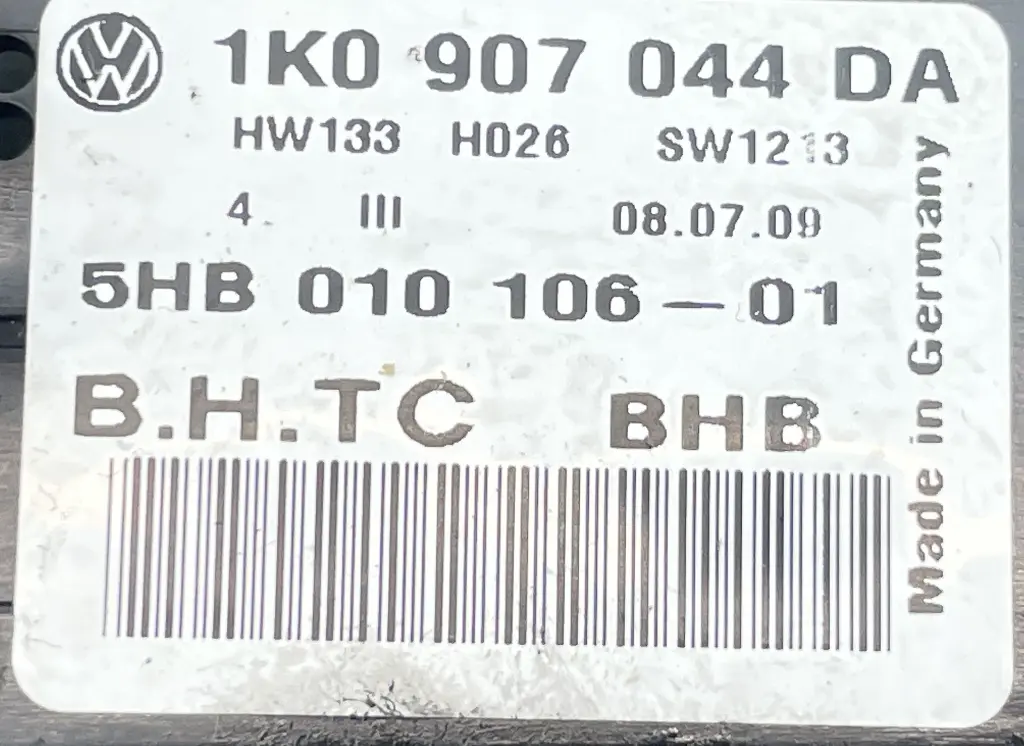 1K0 907 044 DA
HW133 H026
4 III 08.07.09
5HB 010 106-01
B.H.TC BHB
Made in Germany